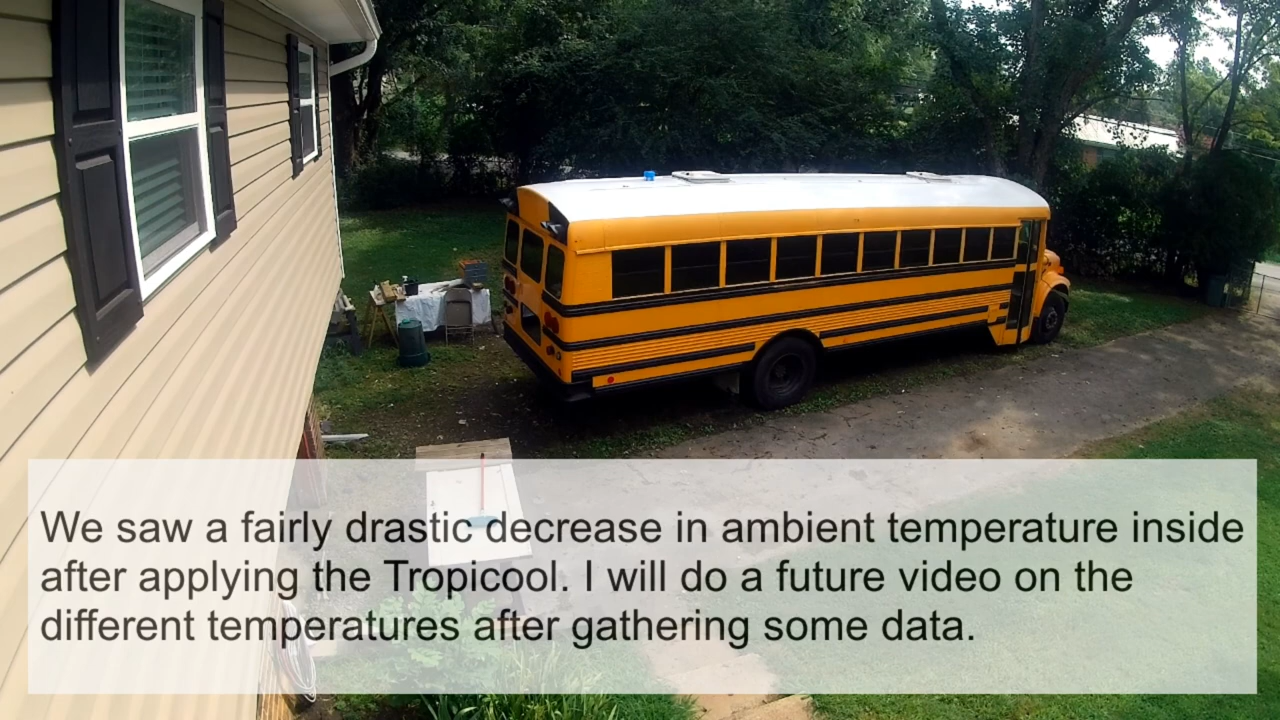 We saw a fairly drastic decrease in ambient temperature inside
after applying the Tropicool. I will do a future video on the
different temperatures after gathering some data.